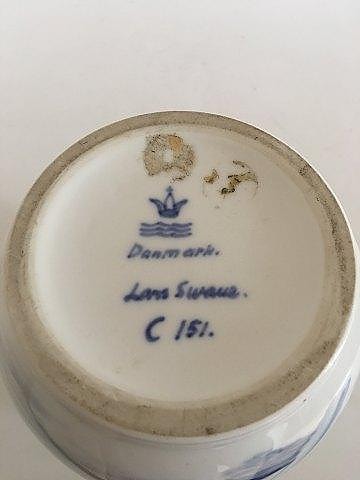 Danmark.
Lars Swane.
C 151.